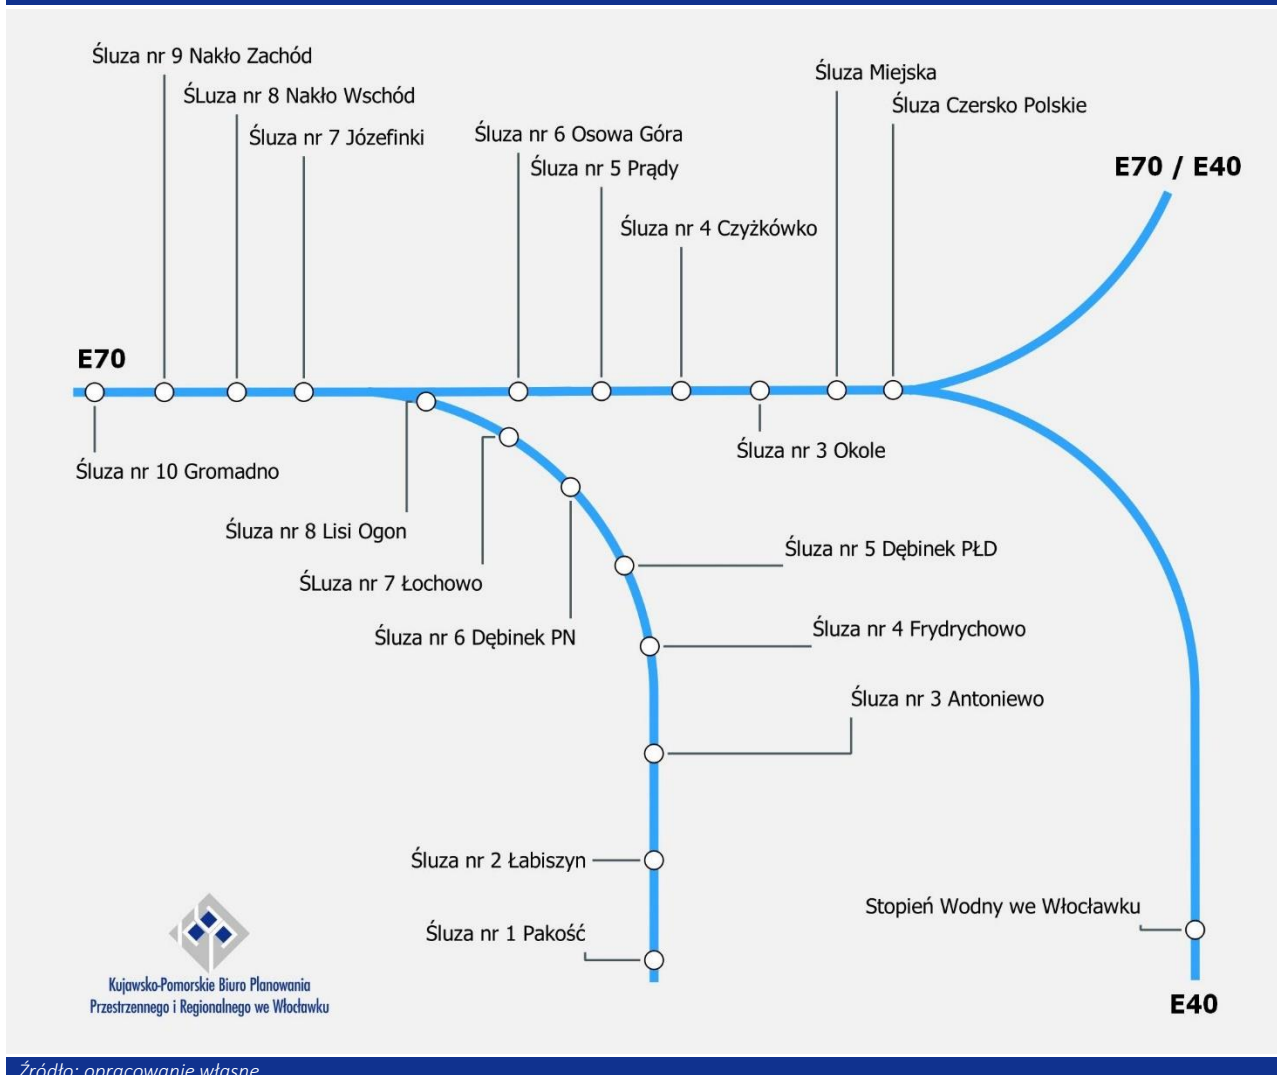 Śluza nr 9 Nakło Zachód
ŚLuza nr 8 Nakło Wschód
Śluza nr 7 Józefinki
Śluza nr 6 Osowa Góra
Śluza nr 5 Prądy
Śluza nr 4 Czyżkówko
Śluza Miejska
Śluza Czersko Polskie
E70 / E40
E70
Śluza nr 10 Gromadno
Śluza nr 3 Okole
Śluza nr 8 Lisi Ogon
ŚLuza nr 7 Łochowo
Śluza nr 6 Dębinek PN
Śluza nr 5 Dębinek PŁD
Śluza nr 4 Frydrychowo
Śluza nr 3 Antoniewo
Śluza nr 2 Łabiszyn
Śluza nr 1 Pakość
Stopień Wodny we Włocławku
E40
Kujawsko-Pomorskie Biuro Planowania
Przestrzennego i Regionalnego we Włocławku
Źródło: opracowanie własne